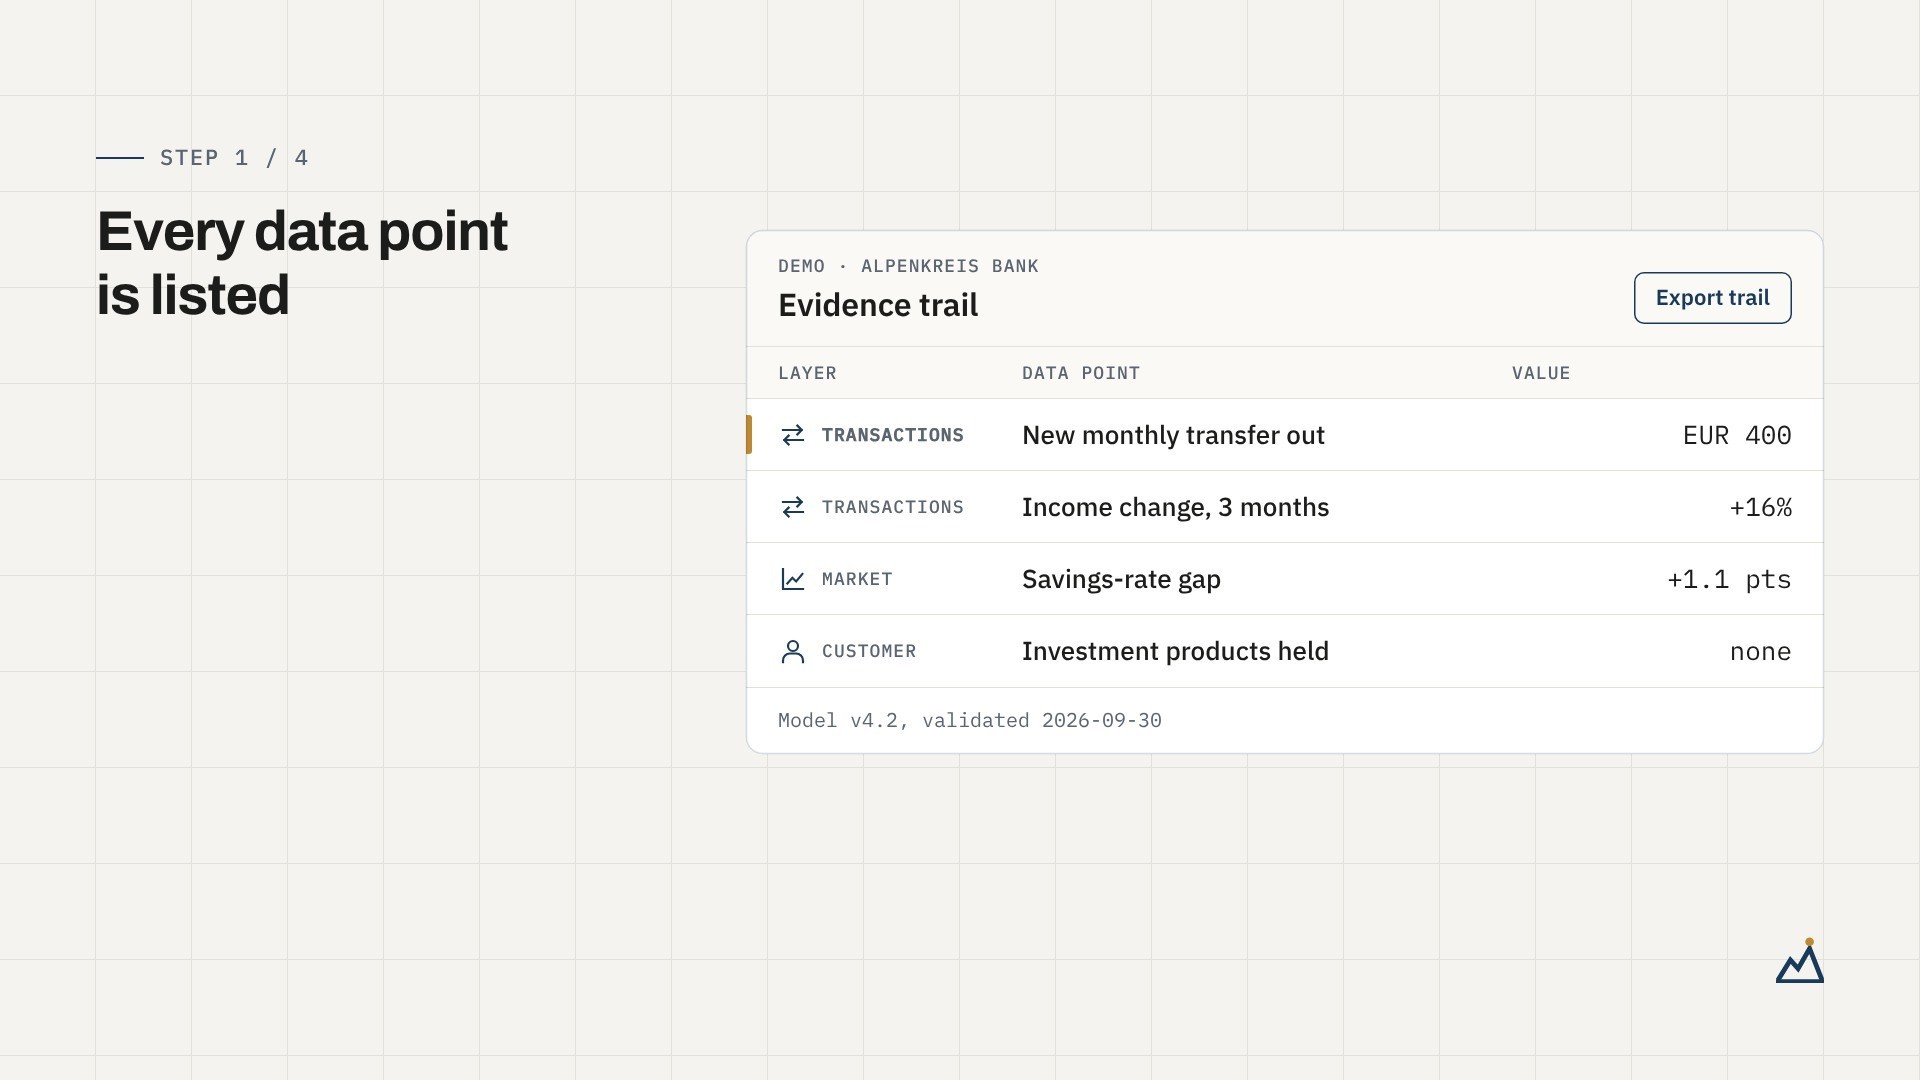 STEP 1 / 4
Every data point
is listed
DEMO · ALPENKREIS BANK
Evidence trail
Export trail
LAYER DATA POINT VALUE
TRANSACTIONS New monthly transfer out EUR 400
TRANSACTIONS Income change, 3 months +16%
MARKET Savings-rate gap +1.1 pts
CUSTOMER Investment products held none
Model v4.2, validated 2026-09-30